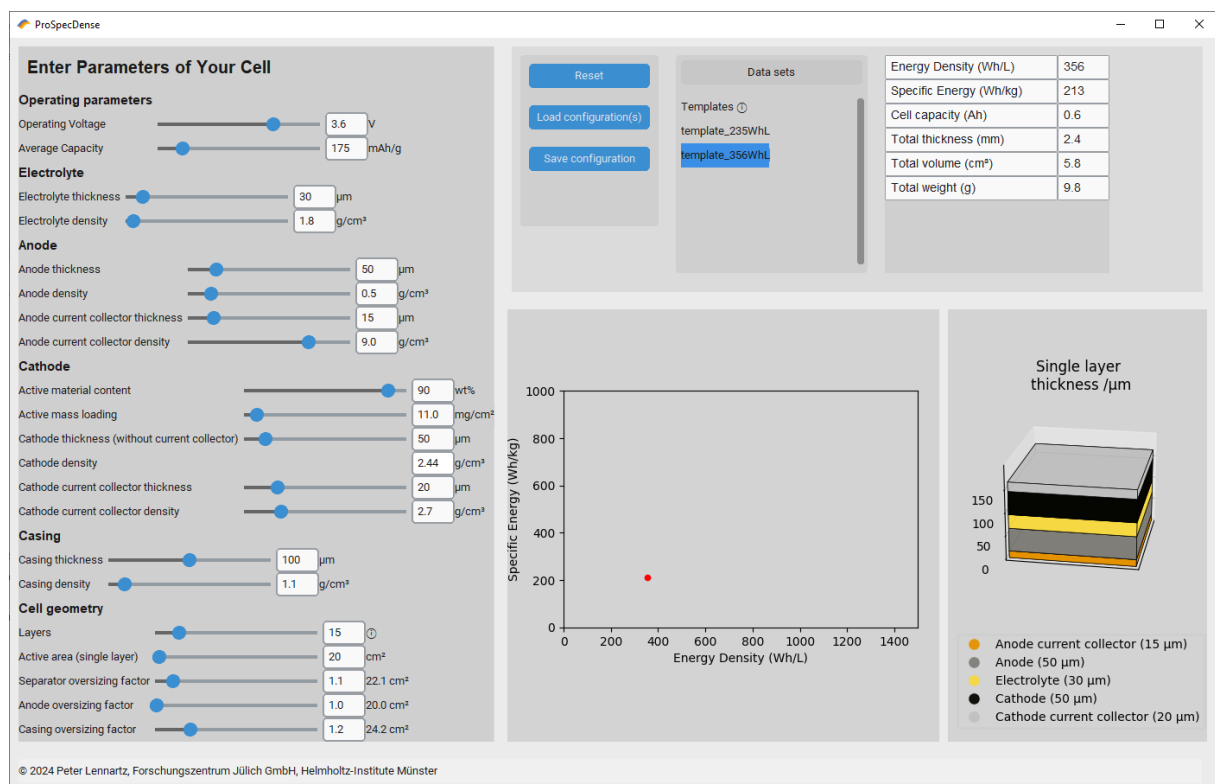 ProSpecDense
Enter Parameters of Your Cell
Operating parameters
Operating Voltage 3.6 V
Average Capacity 175 mAh/g
Electrolyte
Electrolyte thickness 30 µm
Electrolyte density 1.8 g/cm³
Anode
Anode thickness 50 µm
Anode density 0.5 g/cm³
Anode current collector thickness 15 µm
Anode current collector density 9.0 g/cm³
Cathode
Active material content 90 wt%
Active mass loading 11.0 mg/cm²
Cathode thickness (without current collector) 50 µm
Cathode density 2.44 g/cm³
Cathode current collector thickness 20 µm
Cathode current collector density 2.7 g/cm³
Casing
Casing thickness 100 µm
Casing density 1.1 g/cm³
Cell geometry
Layers 15 ⓘ
Active area (single layer) 20 cm²
Separator oversizing factor 1.1 22.1 cm²
Anode oversizing factor 1.0 20.0 cm²
Casing oversizing factor 1.2 24.2 cm²
Reset
Load configuration(s)
Save configuration
Data sets
Templates ⓘ
template_235WhL
template_356WhL
Energy Density (Wh/L) 356
Specific Energy (Wh/kg) 213
Cell capacity (Ah) 0.6
Total thickness (mm) 2.4
Total volume (cm³) 5.8
Total weight (g) 9.8
Specific Energy (Wh/kg)
1000
800
600
400
200
0
0 200 400 600 800 1000 1200 1400
Energy Density (Wh/L)
Single layer
thickness /µm
150
100
50
0
Anode current collector (15 µm)
Anode (50 µm)
Electrolyte (30 µm)
Cathode (50 µm)
Cathode current collector (20 µm)
© 2024 Peter Lennartz, Forschungszentrum Jülich GmbH, Helmholtz-Institute Münster